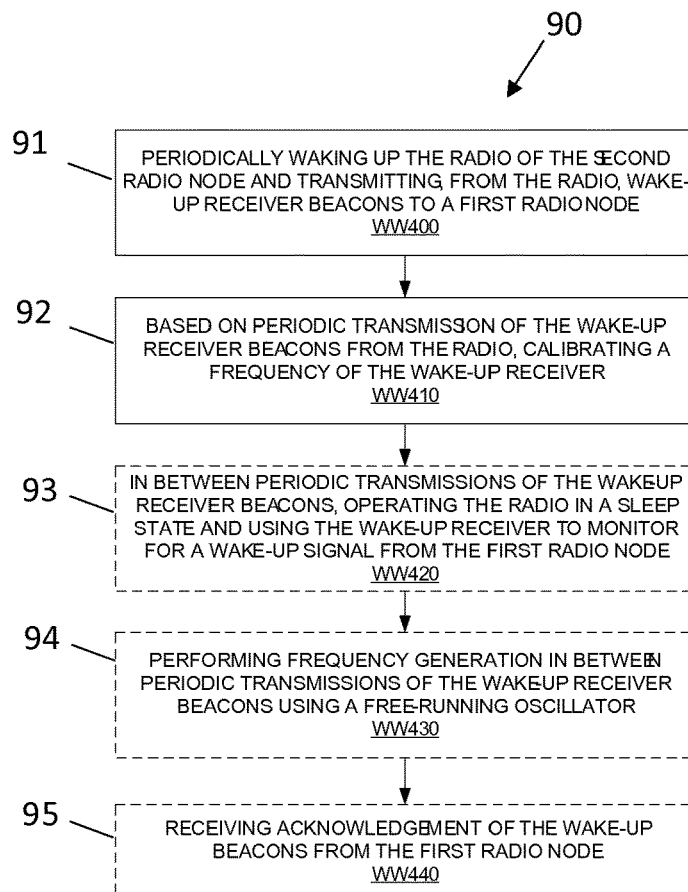 90
91
PERIODICALLY WAKING UP THE RADIO OF THE SECOND
RADIO NODE AND TRANSMITTING, FROM THE RADIO, WAKE-
UP RECEIVER BEACONS TO A FIRST RADIO NODE
WW400
92
BASED ON PERIODIC TRANSMISSION OF THE WAKE-UP
RECEIVER BEACONS FROM THE RADIO, CALIBRATING A
FREQUENCY OF THE WAKE-UP RECEIVER
WW410
93
IN BETWEEN PERIODIC TRANSMISSIONS OF THE WAKE-UP
RECEIVER BEACONS, OPERATING THE RADIO IN A SLEEP
STATE AND USING THE WAKE-UP RECEIVER TO MONITOR
FOR A WAKE-UP SIGNAL FROM THE FIRST RADIO NODE
WW420
94
PERFORMING FREQUENCY GENERATION IN BETWEEN
PERIODIC TRANSMISSIONS OF THE WAKE-UP RECEIVER
BEACONS USING A FREE-RUNNING OSCILLATOR
WW430
95
RECEIVING ACKNOWLEDGEMENT OF THE WAKE-UP
BEACONS FROM THE FIRST RADIO NODE
WW440